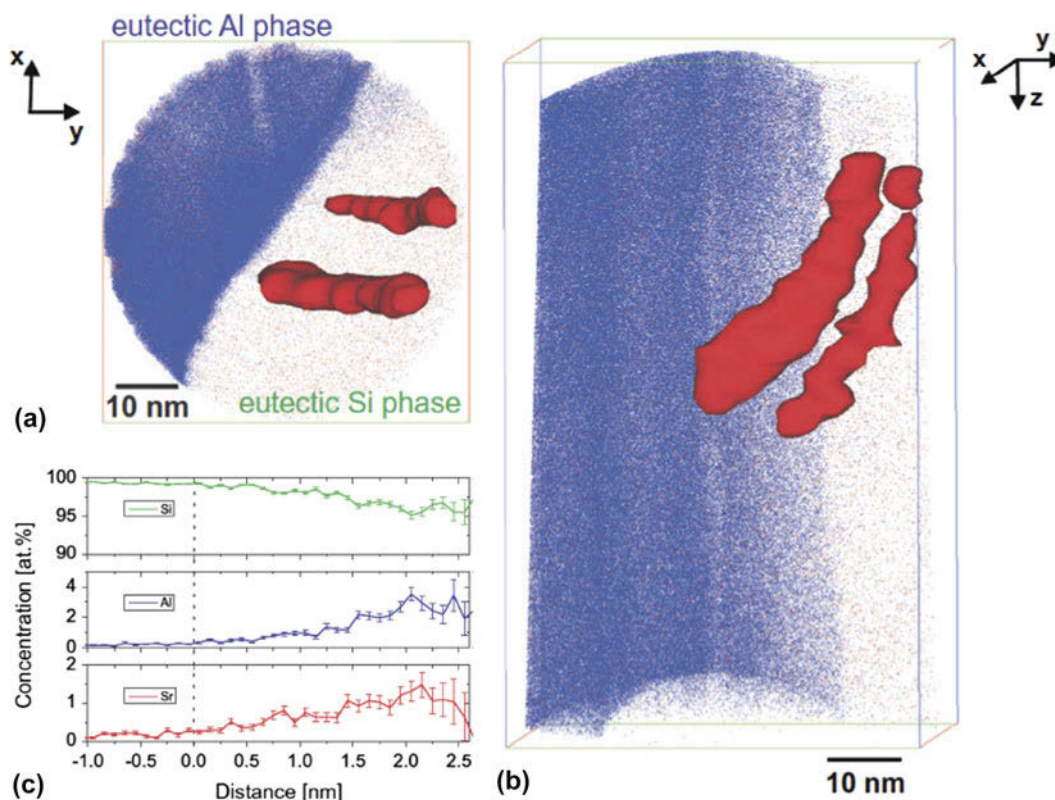 eutectic Al phase
x
y
10 nm
eutectic Si phase
(a)
x
y
z
10 nm
(b)
Concentration [at.%]
100
95
90
Si
4
2
0
Al
2
1
0
Sr
-1.0 -0.5 0.0 0.5 1.0 1.5 2.0 2.5
Distance [nm]
(c)